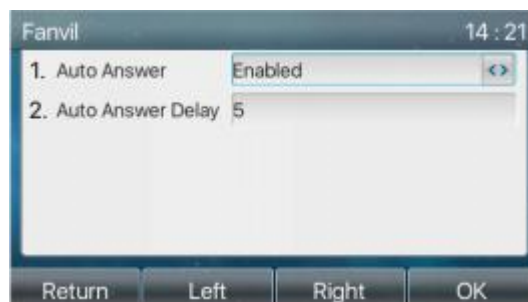 Fanvil 14:21
1. Auto Answer Enabled <>
2. Auto Answer Delay 5
Return Left Right OK